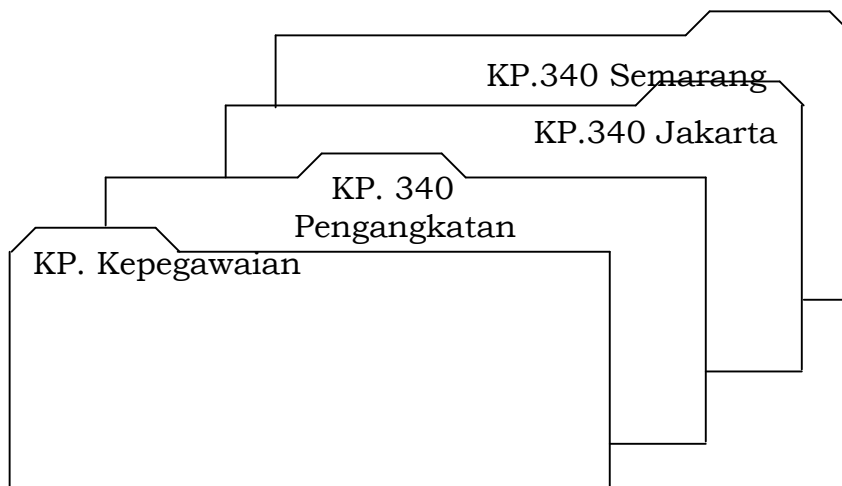 KP.340 Semarang
KP.340 Jakarta
KP. 340
Pengangkatan
KP. Kepegawaian